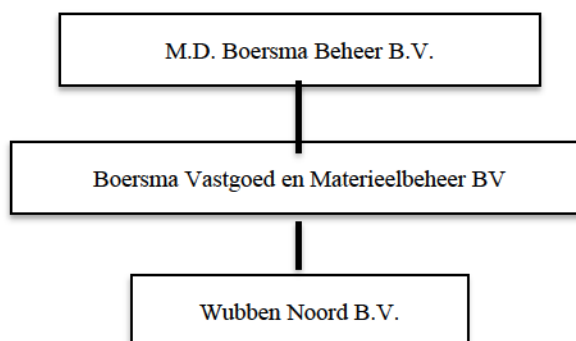 M.D. Boersma Beheer B.V.
Boersma Vastgoed en Materieelbeheer BV
Wubben Noord B.V.